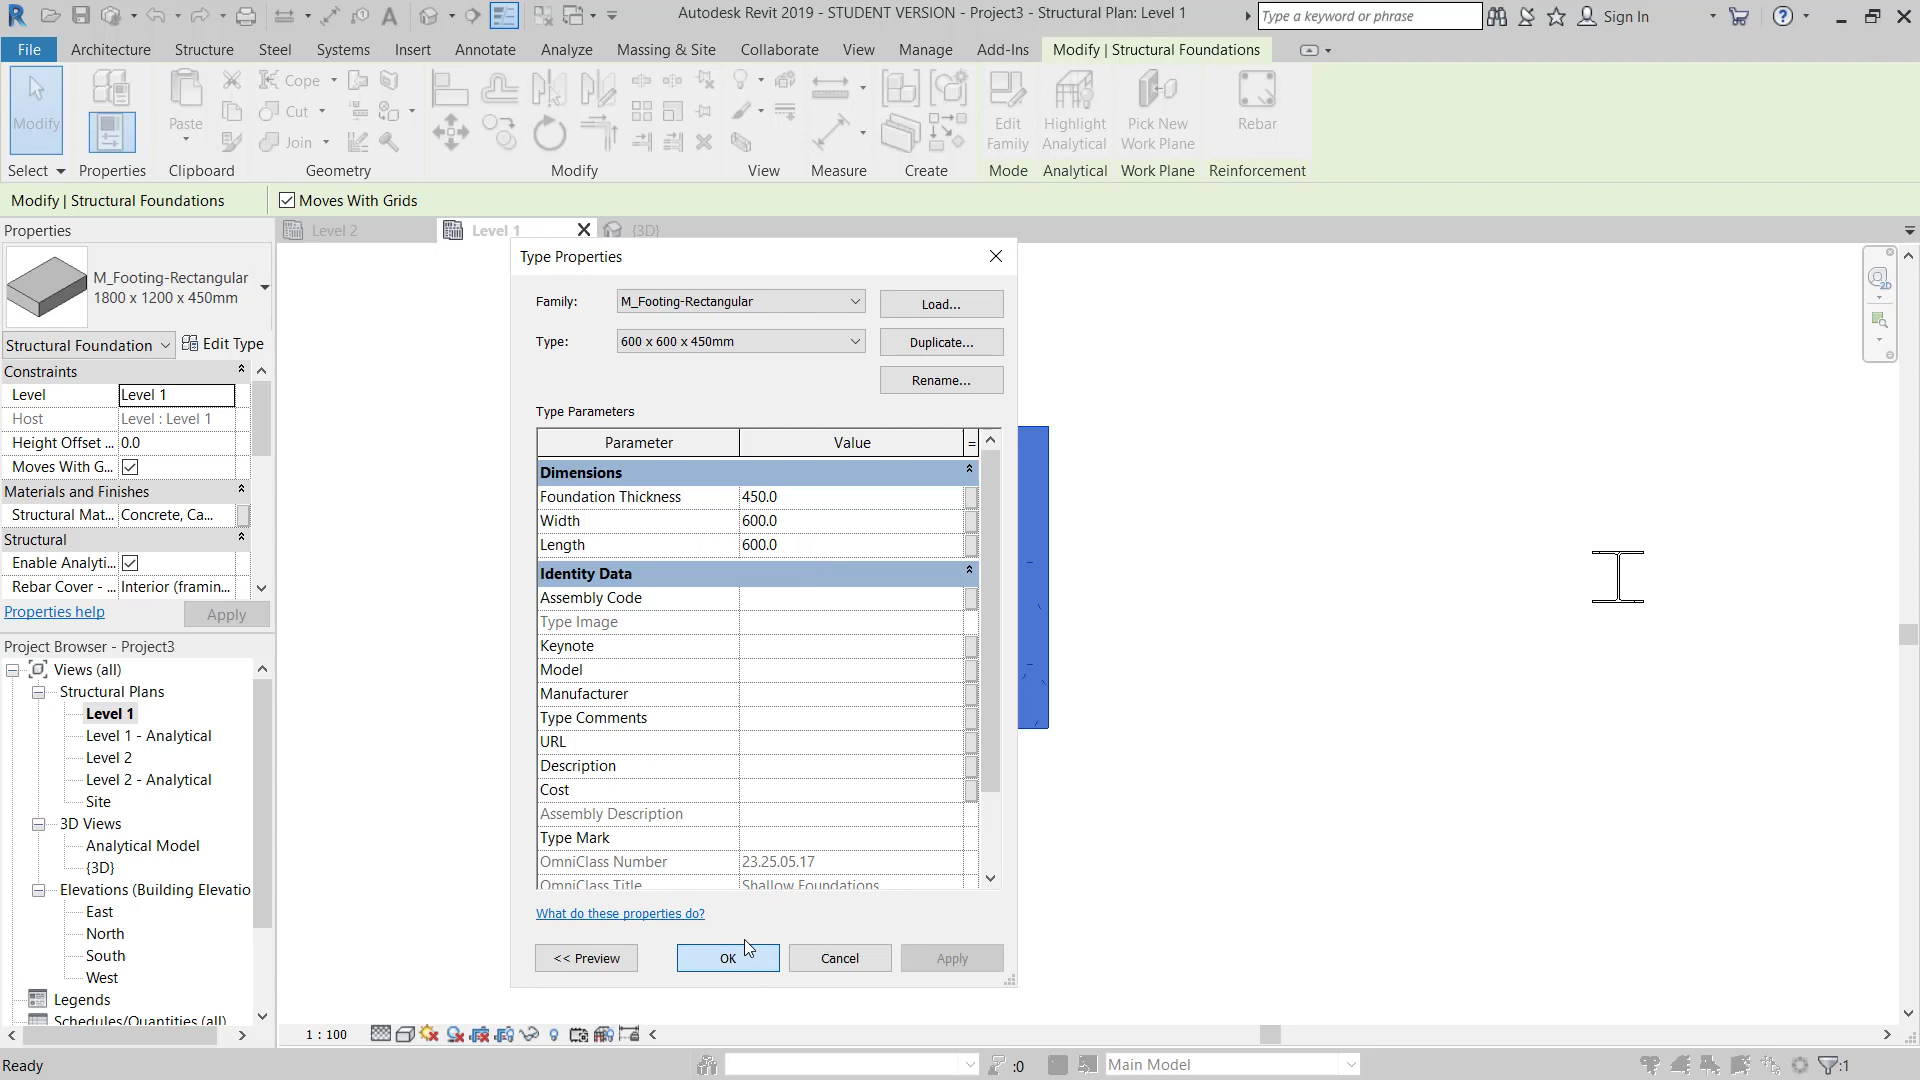 Autodesk Revit 2019 - STUDENT VERSION - Project3 - Structural Plan: Level 1
Type a keyword or phrase
Sign In
File
Architecture
Structure
Steel
Systems
Insert
Annotate
Analyze
Massing & Site
Collaborate
View
Manage
Add-Ins
Modify | Structural Foundations
Modify
Paste
Cope
Cut
Join
Edit
Family
Highlight
Analytical
Pick New
Work Plane
Rebar
Select
Properties
Clipboard
Geometry
Modify
View
Measure
Create
Mode
Analytical
Work Plane
Reinforcement
Modify | Structural Foundations
Moves With Grids
Properties
Level 2
Level 1
{3D}
M_Footing-Rectangular
1800 x 1200 x 450mm
Structural Foundation
Edit Type
Constraints
Level
Level 1
Host
Level : Level 1
Height Offset ...
0.0
Moves With G...
Materials and Finishes
Structural Mat...
Concrete, Ca...
Structural
Enable Analyti...
Rebar Cover - ...
Interior (framin...
Properties help
Apply
Project Browser - Project3
Views (all)
Structural Plans
Level 1
Level 1 - Analytical
Level 2
Level 2 - Analytical
Site
3D Views
Analytical Model
{3D}
Elevations (Building Elevatio
East
North
South
West
Legends
Schedules/Quantities (all)
Type Properties
Family:
M_Footing-Rectangular
Load...
Type:
600 x 600 x 450mm
Duplicate...
Rename...
Type Parameters
Parameter
Value
=
Dimensions
Foundation Thickness
450.0
Width
600.0
Length
600.0
Identity Data
Assembly Code
Type Image
Keynote
Model
Manufacturer
Type Comments
URL
Description
Cost
Assembly Description
Type Mark
OmniClass Number
23.25.05.17
OmniClass Title
Shallow Foundations
What do these properties do?
<< Preview
OK
Cancel
Apply
1 : 100
Ready
:0
Main Model
:1